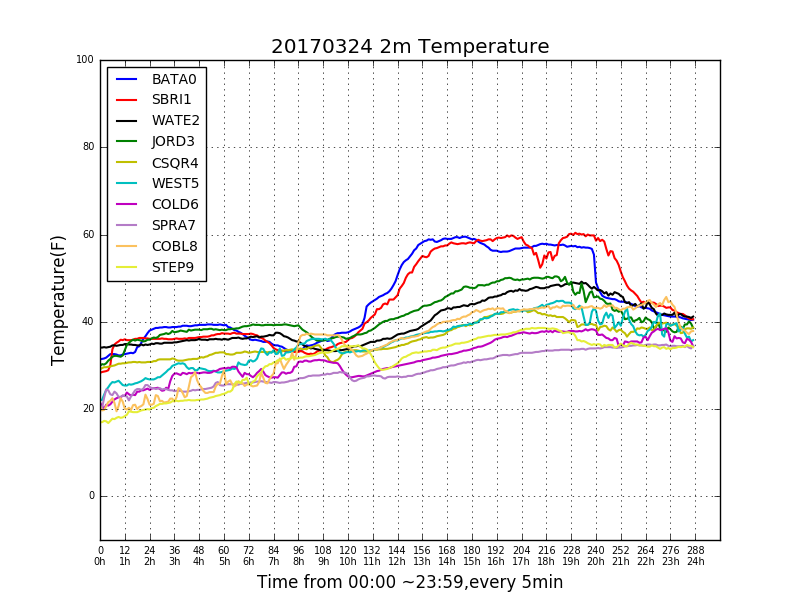 20170324 2m Temperature
100
80
60
40
20
0
Temperature(F)
BATA0
SBRI1
WATE2
JORD3
CSQR4
WEST5
COLD6
SPRA7
COBL8
STEP9
0 12 24 36 48 60 72 84 96 108 120 132 144 156 168 180 192 204 216 228 240 252 264 276 288
0h 1h 2h 3h 4h 5h 6h 7h 8h 9h 10h 11h 12h 13h 14h 15h 16h 17h 18h 19h 20h 21h 22h 23h 24h
Time from 00:00 ~23:59,every 5min